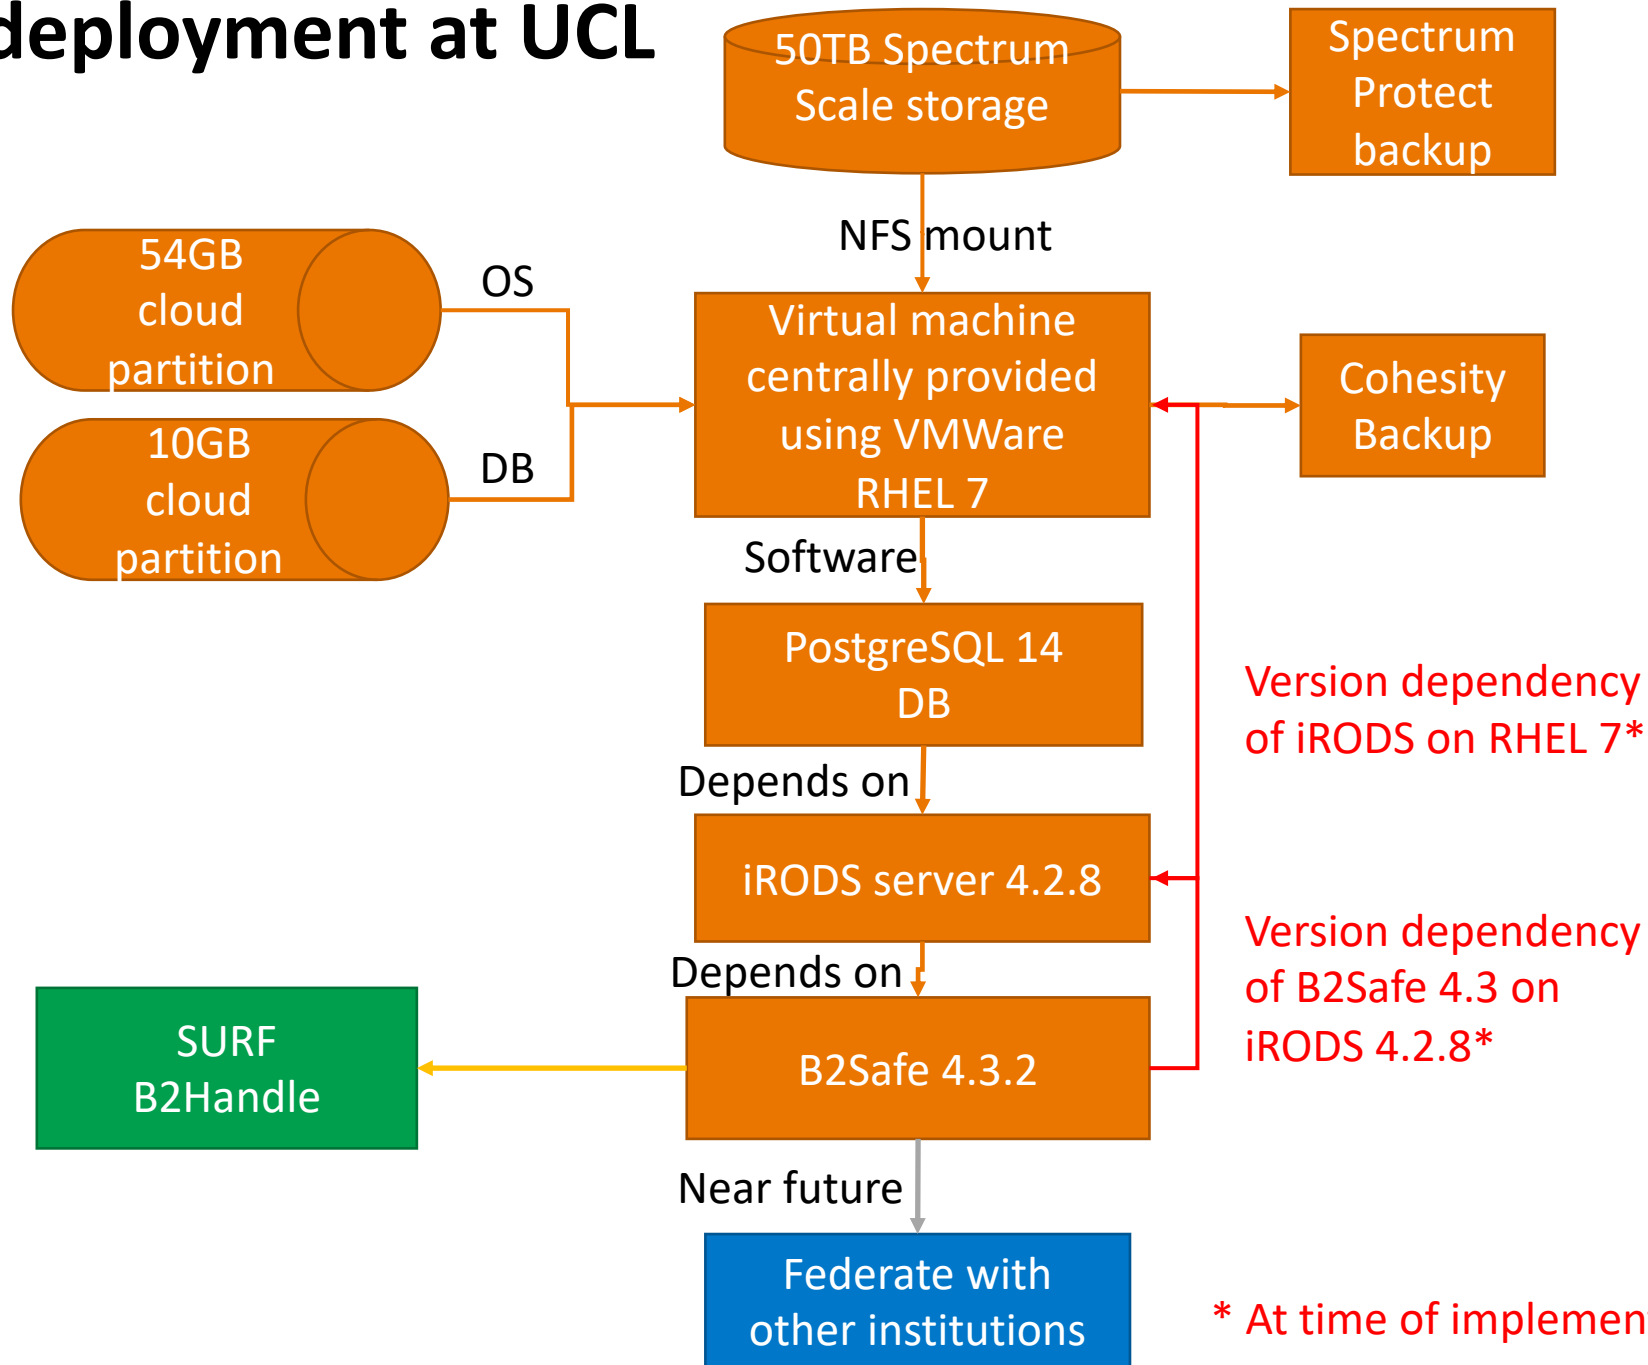 deployment at UCL
50TB Spectrum
Scale storage
Spectrum
Protect
backup
NFS mount
54GB
cloud
partition
OS
Virtual machine
centrally provided
using VMWare
RHEL 7
Cohesity
Backup
10GB
cloud
partition
DB
Software
PostgreSQL 14
DB
Version dependency
of iRODS on RHEL 7*
Depends on
iRODS server 4.2.8
Version dependency
of B2Safe 4.3 on
iRODS 4.2.8*
Depends on
SURF
B2Handle
B2Safe 4.3.2
Near future
Federate with
other institutions
* At time of implemen